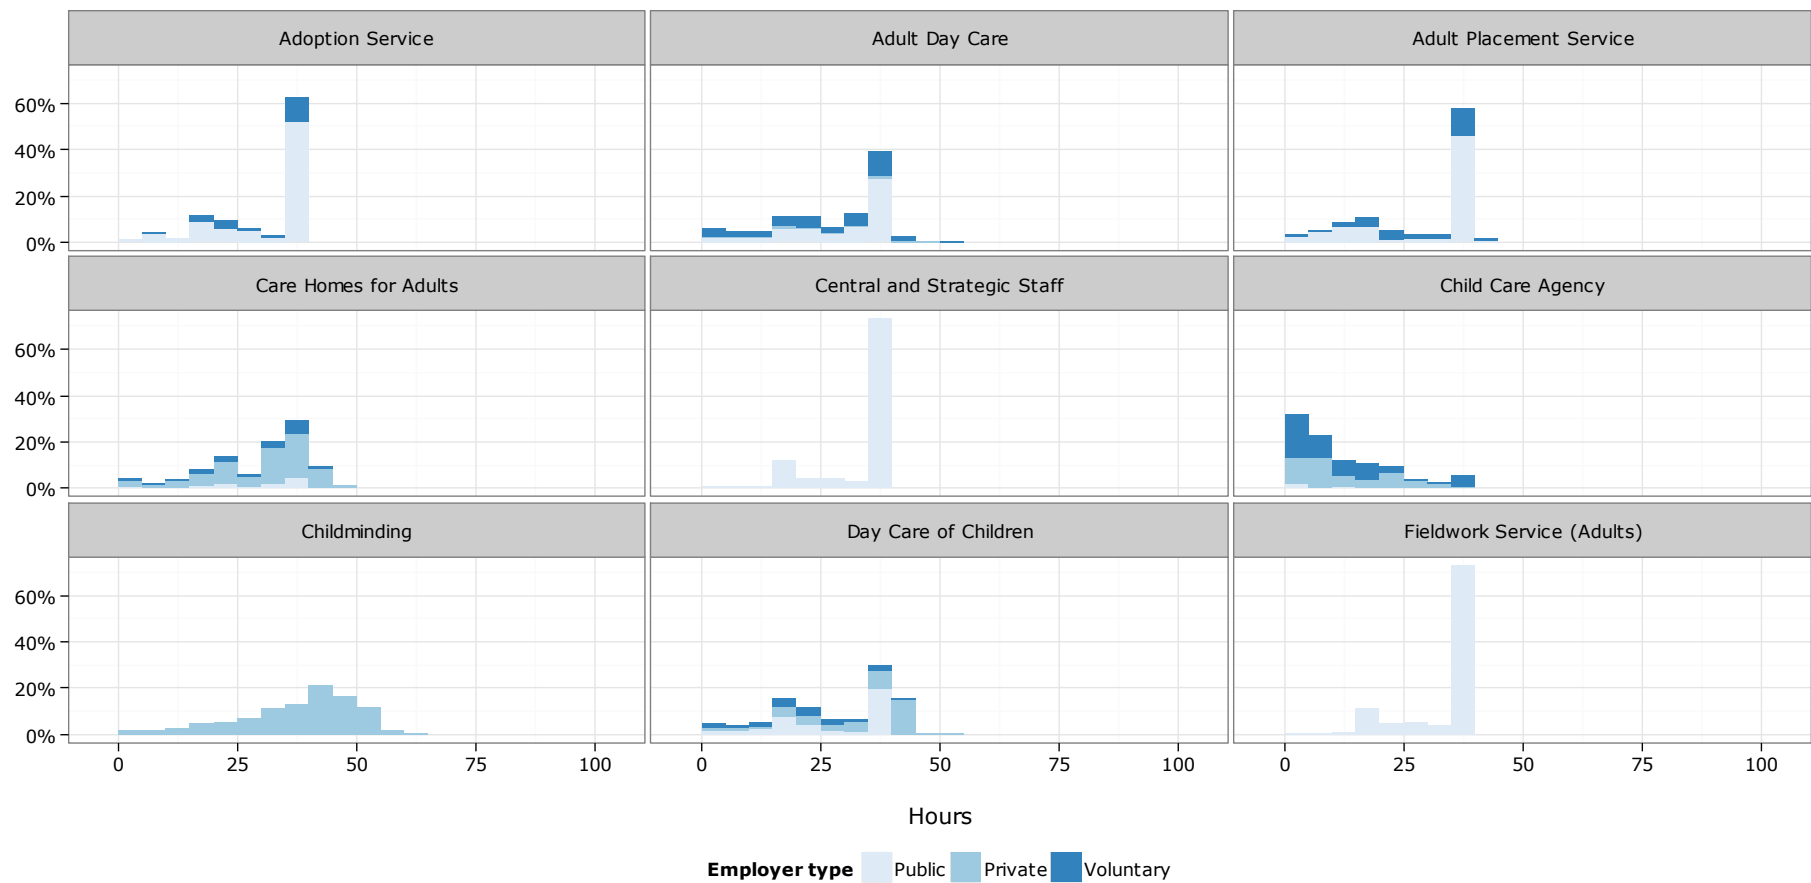 Adoption Service Adult Day Care Adult Placement Service
60%
40%
20%
0%
Care Homes for Adults Central and Strategic Staff Child Care Agency
60%
40%
20%
0%
Childminding Day Care of Children Fieldwork Service (Adults)
60%
40%
20%
0%
0 25 50 75 100 0 25 50 75 100 0 25 50 75 100
Hours
Employer type Public Private Voluntary